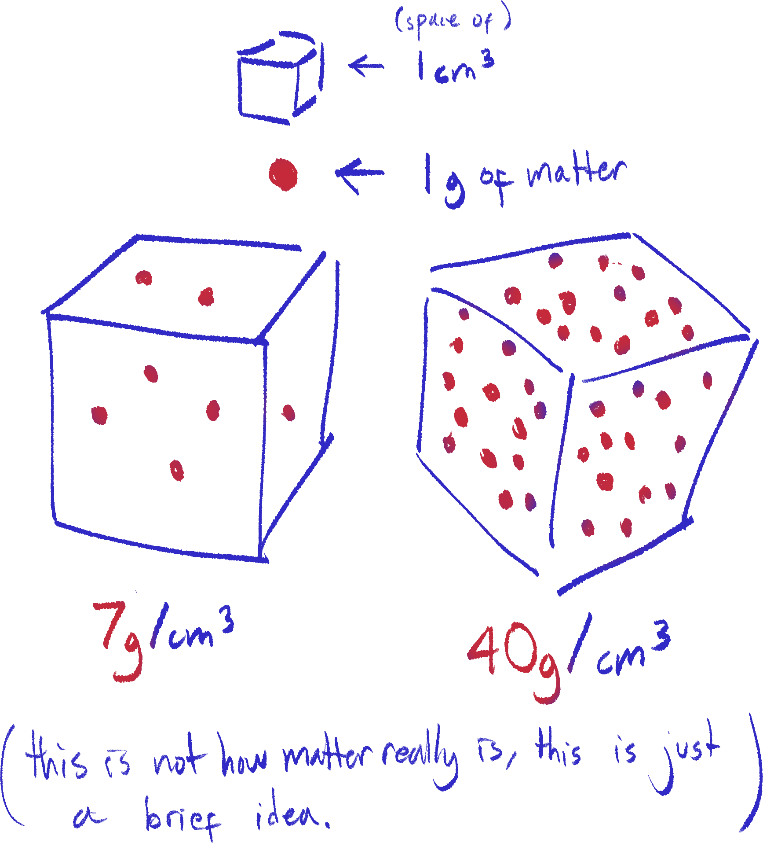 (space of)
1cm³
1g of matter
7g/cm³
40g/cm³
(this is not how matter really is, this is just
a brief idea.)